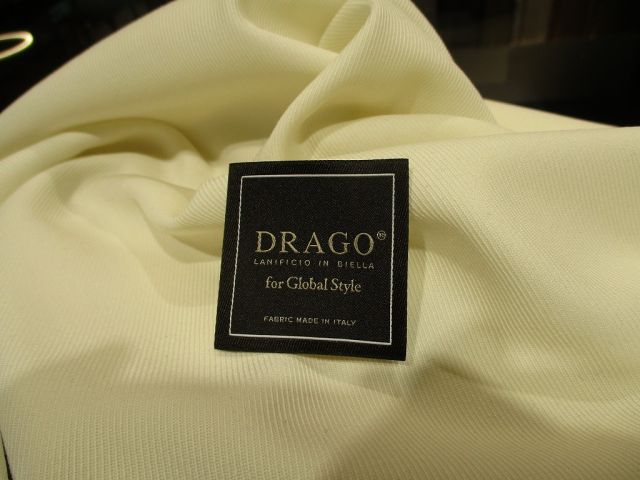 DRAGO®
LANIFICIO IN BIELLA
for Global Style
FABRIC MADE IN ITALY